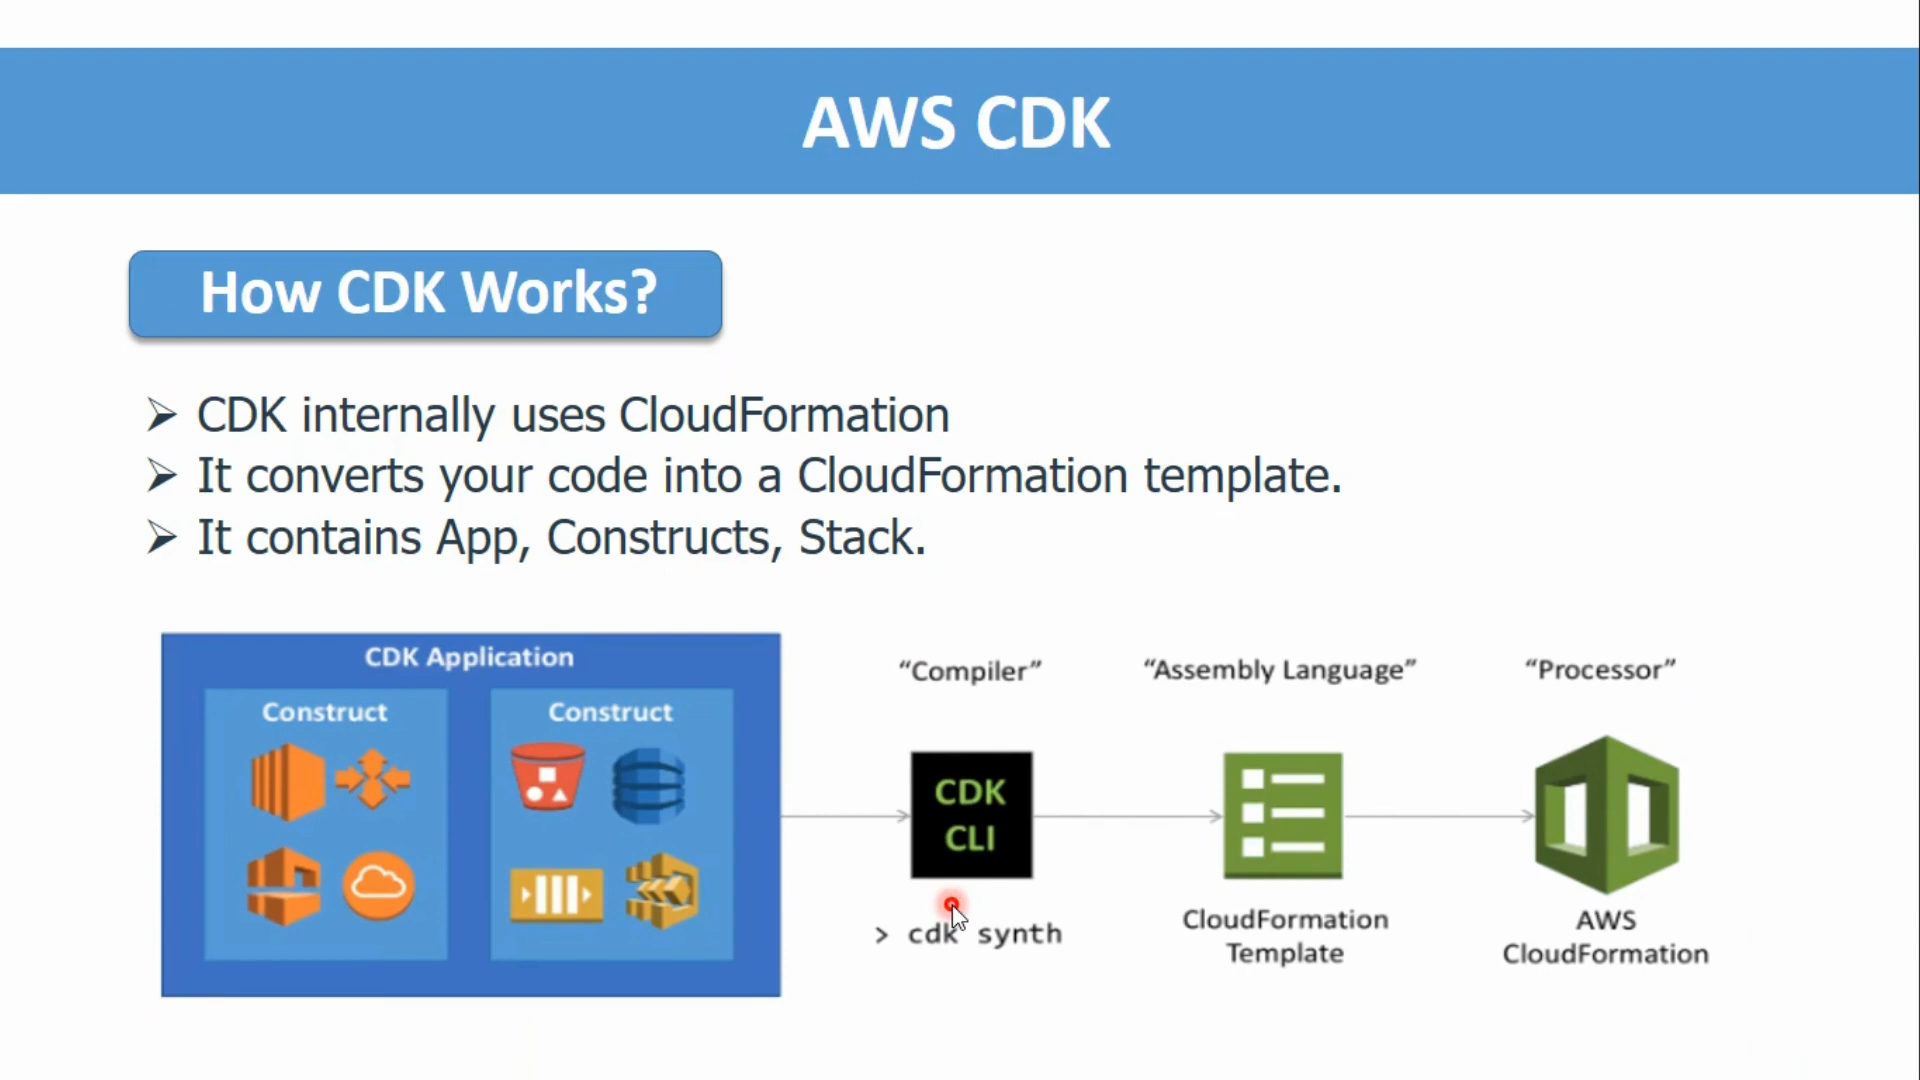 AWS CDK
How CDK Works?
CDK internally uses CloudFormation
It converts your code into a CloudFormation template.
It contains App, Constructs, Stack.
CDK Application
Construct
Construct
“Compiler”
CDK
CLI
> cdk synth
“Assembly Language”
CloudFormation
Template
“Processor”
AWS
CloudFormation